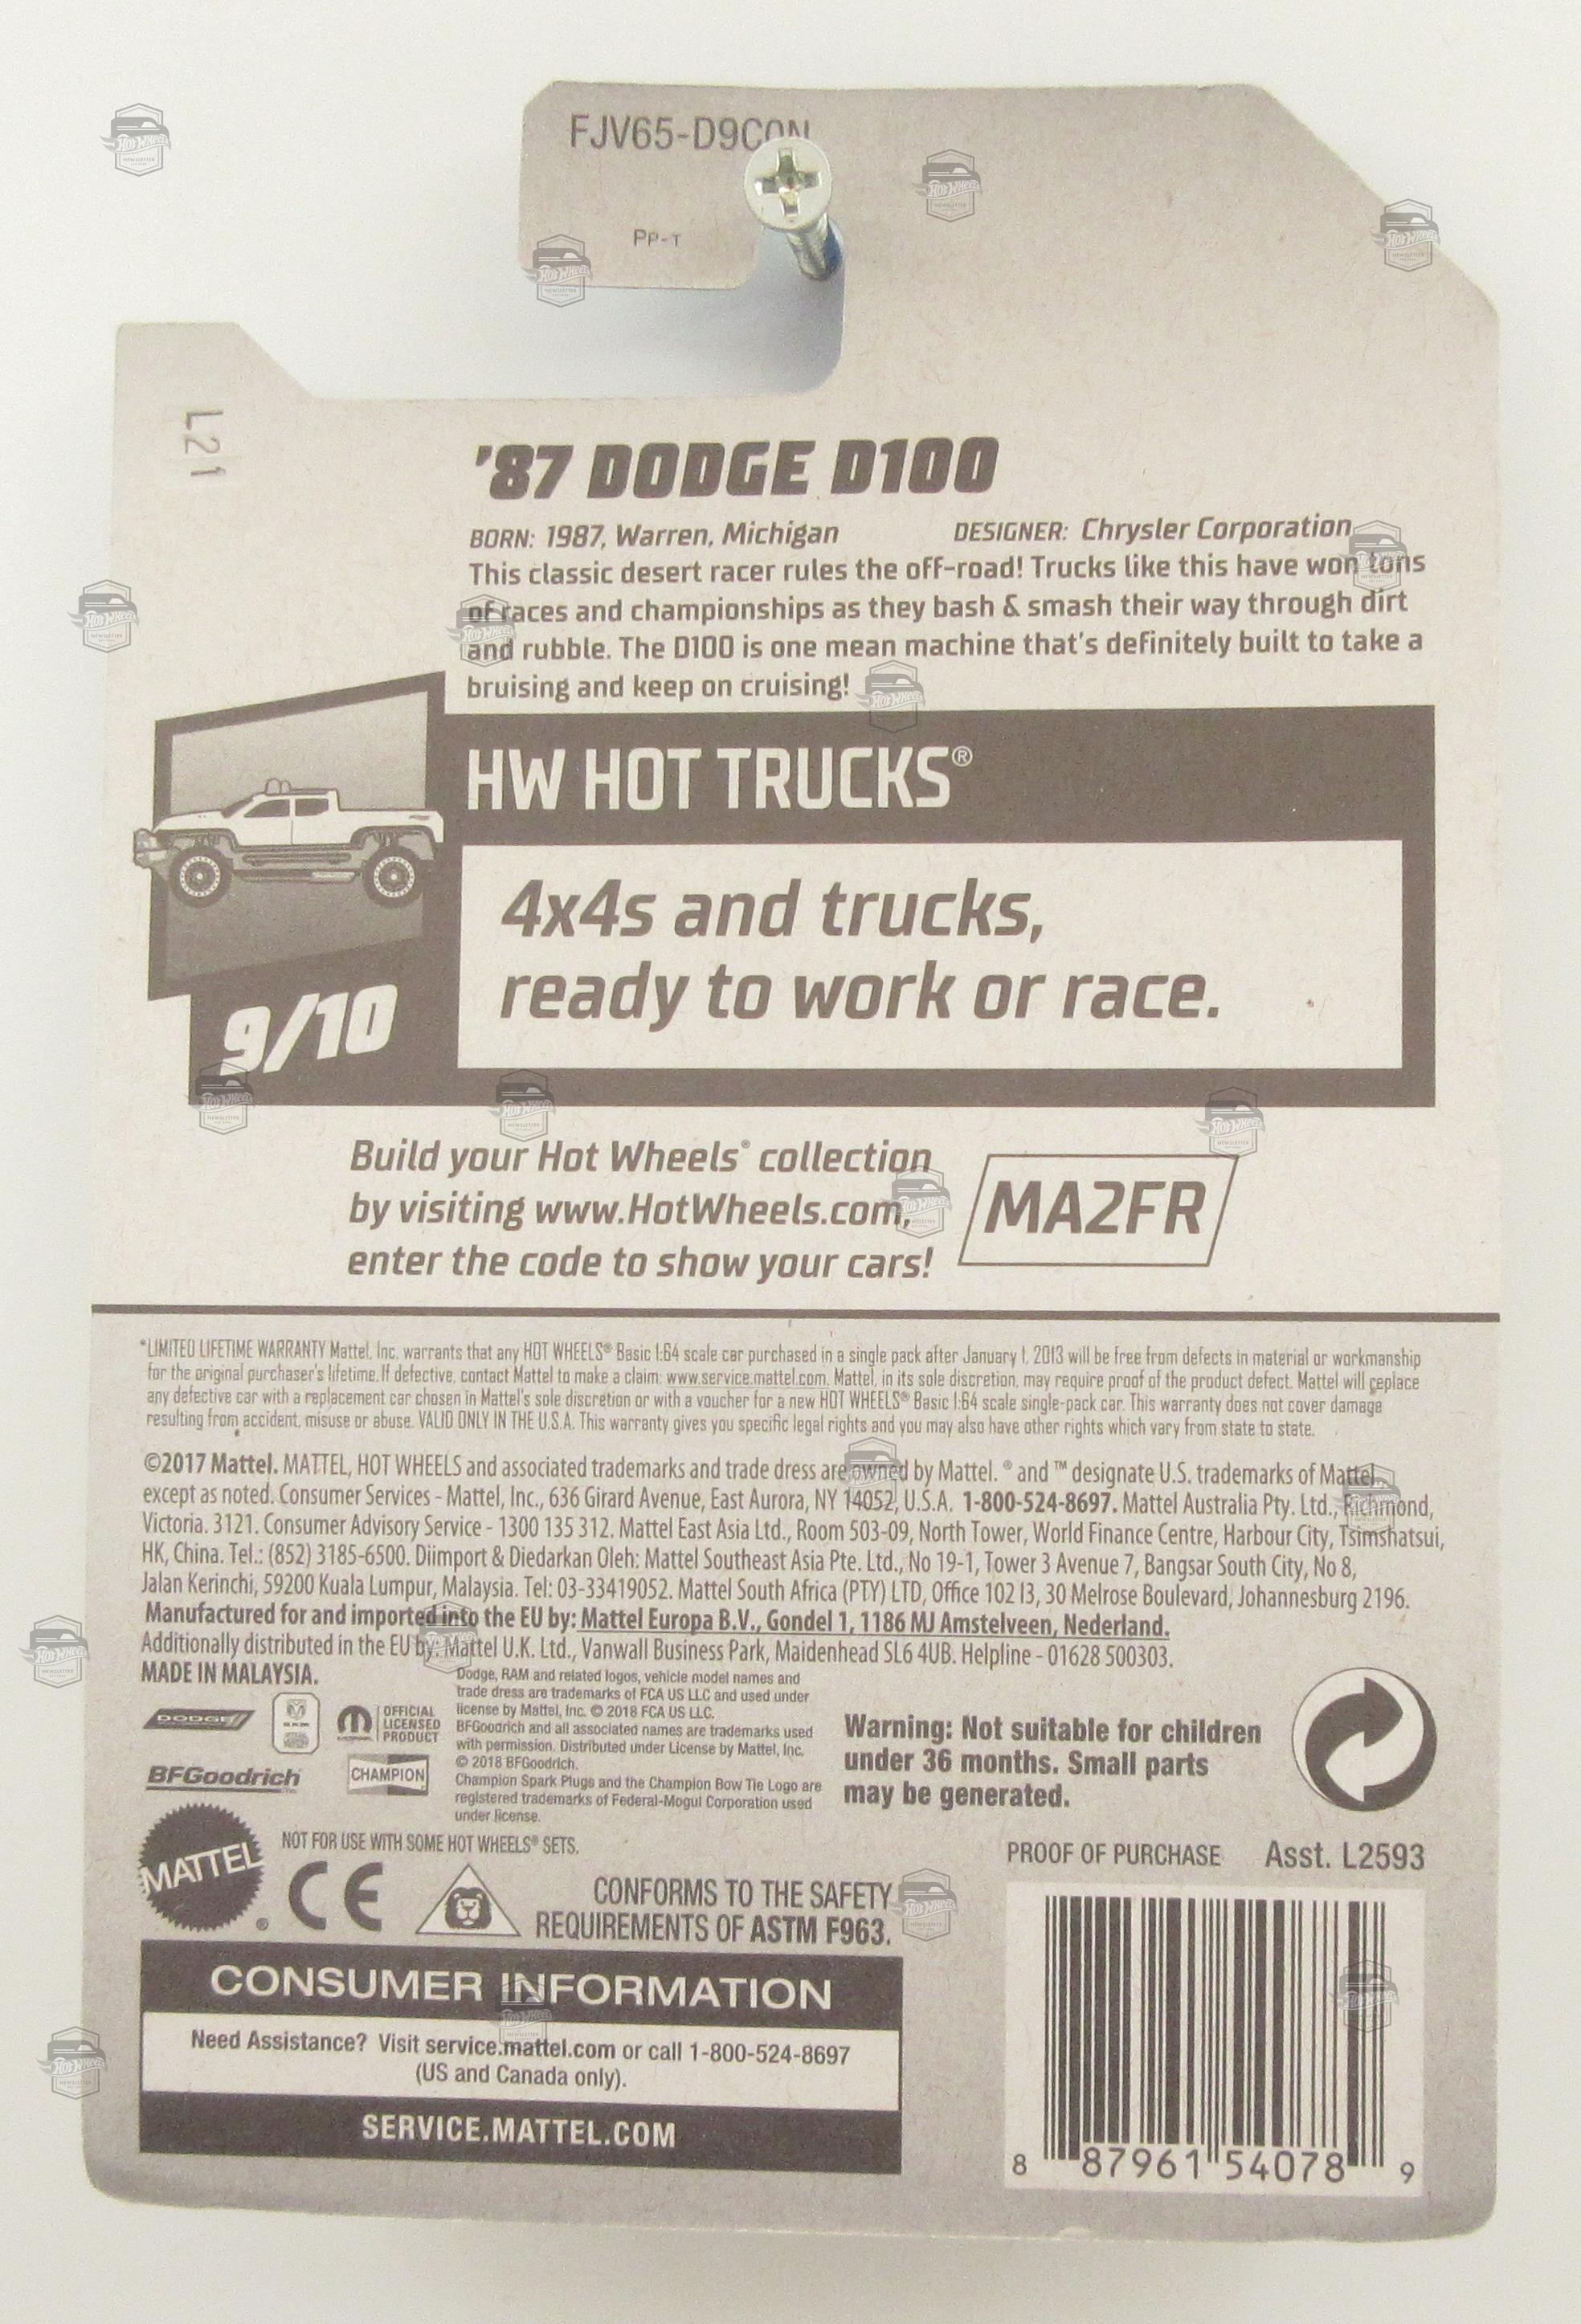 FJV65-D9C0N
PP-T
L21
'87 DODGE D100
BORN: 1987, Warren, Michigan DESIGNER: Chrysler Corporation
This classic desert racer rules the off-road! Trucks like this have won tons
of races and championships as they bash & smash their way through dirt
and rubble. The D100 is one mean machine that's definitely built to take a
bruising and keep on cruising!
HW HOT TRUCKS®
4x4s and trucks,
ready to work or race.
9/10
Build your Hot Wheels® collection
by visiting www.HotWheels.com,
enter the code to show your cars!
MA2FR
*LIMITED LIFETIME WARRANTY Mattel, Inc. warrants that any HOT WHEELS® Basic 1:64 scale car purchased in a single pack after January 1, 2013 will be free from defects in material or workmanship
for the original purchaser's lifetime. If defective, contact Mattel to make a claim: www.service.mattel.com. Mattel, in its sole discretion, may require proof of the product defect. Mattel will replace
any defective car with a replacement car chosen in Mattel's sole discretion or with a voucher for a new HOT WHEELS® Basic 1:64 scale single-pack car. This warranty does not cover damage
resulting from accident, misuse or abuse. VALID ONLY IN THE U.S.A. This warranty gives you specific legal rights and you may also have other rights which vary from state to state.
©2017 Mattel. MATTEL, HOT WHEELS and associated trademarks and trade dress are owned by Mattel. ® and ™ designate U.S. trademarks of Mattel,
except as noted. Consumer Services - Mattel, Inc., 636 Girard Avenue, East Aurora, NY 14052, U.S.A. 1-800-524-8697. Mattel Australia Pty. Ltd., Richmond,
Victoria. 3121. Consumer Advisory Service - 1300 135 312. Mattel East Asia Ltd., Room 503-09, North Tower, World Finance Centre, Harbour City, Tsimshatsui,
HK, China. Tel.: (852) 3185-6500. Diimport & Diedarkan Oleh: Mattel Southeast Asia Pte. Ltd., No 19-1, Tower 3 Avenue 7, Bangsar South City, No 8,
Jalan Kerinchi, 59200 Kuala Lumpur, Malaysia. Tel: 03-33419052. Mattel South Africa (PTY) LTD, Office 102 I3, 30 Melrose Boulevard, Johannesburg 2196.
Manufactured for and imported into the EU by: Mattel Europa B.V., Gondel 1, 1186 MJ Amstelveen, Nederland.
Additionally distributed in the EU by: Mattel U.K. Ltd., Vanwall Business Park, Maidenhead SL6 4UB. Helpline - 01628 500303.
MADE IN MALAYSIA.
DODGE
OFFICIAL
LICENSED
PRODUCT
BFGoodrich
CHAMPION
Dodge, RAM and related logos, vehicle model names and
trade dress are trademarks of FCA US LLC and used under
license by Mattel, Inc. © 2018 FCA US LLC.
BFGoodrich and all associated names are trademarks used
with permission. Distributed under License by Mattel, Inc.
© 2018 BFGoodrich.
Champion Spark Plugs and the Champion Bow Tie Logo are
registered trademarks of Federal-Mogul Corporation used
under license.
Warning: Not suitable for children
under 36 months. Small parts
may be generated.
MATTEL
NOT FOR USE WITH SOME HOT WHEELS® SETS.
CE
CONFORMS TO THE SAFETY
REQUIREMENTS OF ASTM F963.
PROOF OF PURCHASE Asst. L2593
CONSUMER INFORMATION
Need Assistance? Visit service.mattel.com or call 1-800-524-8697
(US and Canada only).
SERVICE.MATTEL.COM
8 87961 54078 9